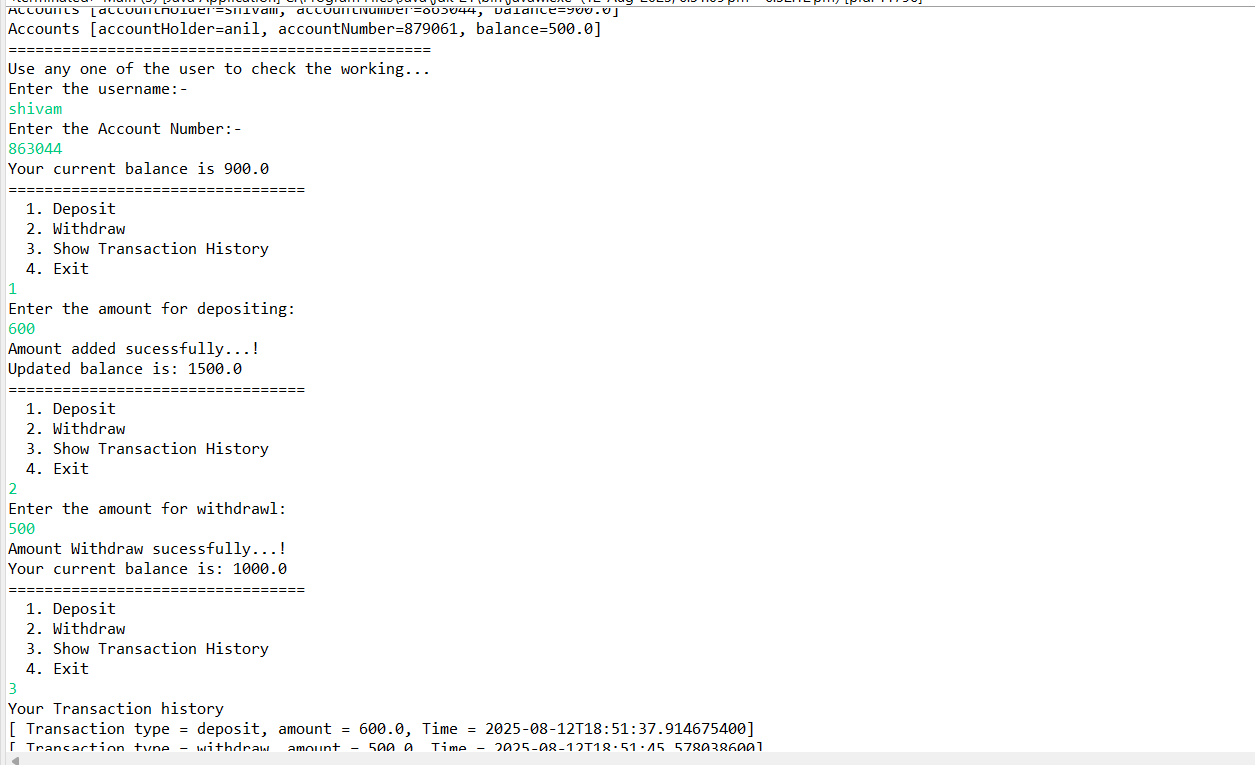 Accounts [accountHolder=shivam, accountNumber=863044, balance=900.0]
Accounts [accountHolder=anil, accountNumber=879061, balance=500.0]
===============================================
Use any one of the user to check the working...
Enter the username:-
shivam
Enter the Account Number:-
863044
Your current balance is 900.0
=================================
1. Deposit
2. Withdraw
3. Show Transaction History
4. Exit
1
Enter the amount for depositing:
600
Amount added sucessfully...!
Updated balance is: 1500.0
=================================
1. Deposit
2. Withdraw
3. Show Transaction History
4. Exit
2
Enter the amount for withdrawl:
500
Amount Withdraw sucessfully...!
Your current balance is: 1000.0
=================================
1. Deposit
2. Withdraw
3. Show Transaction History
4. Exit
3
Your Transaction history
[ Transaction type = deposit, amount = 600.0, Time = 2025-08-12T18:51:37.914675400]
[ Transaction type = withdraw, amount = 500.0, Time = 2025-08-12T18:51:45.578038600]